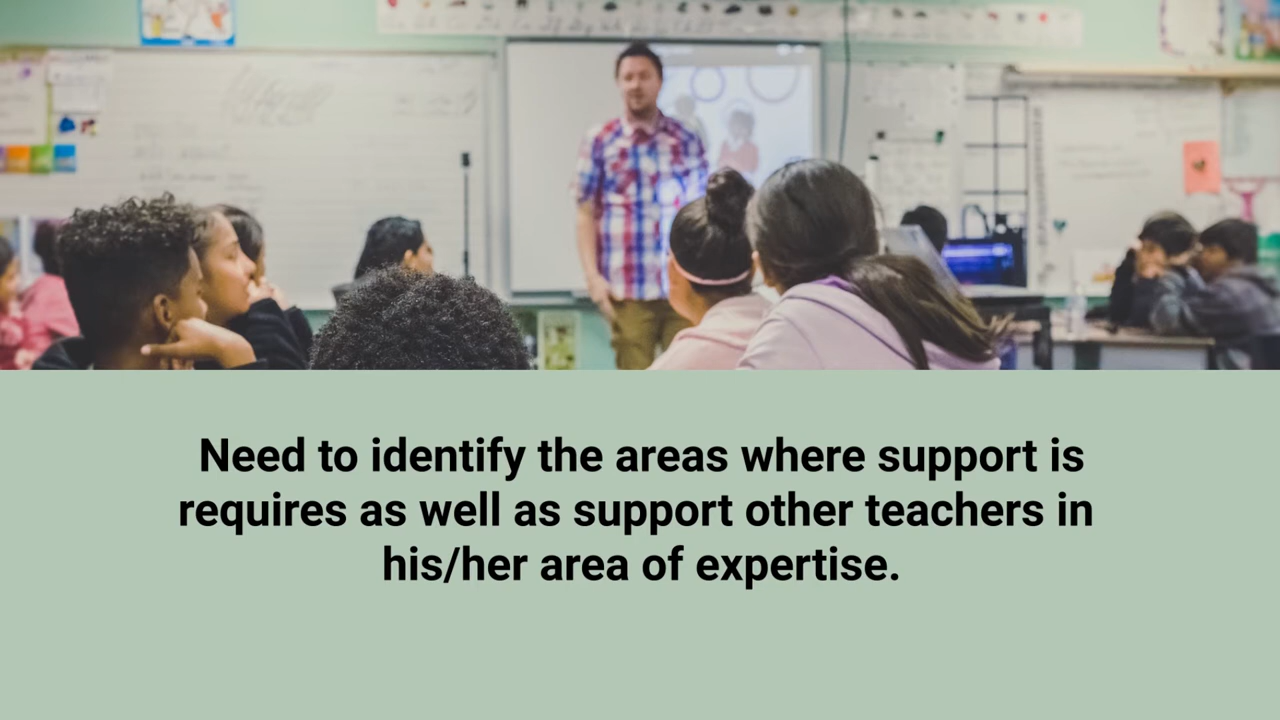 Need to identify the areas where support is
requires as well as support other teachers in
his/her area of expertise.